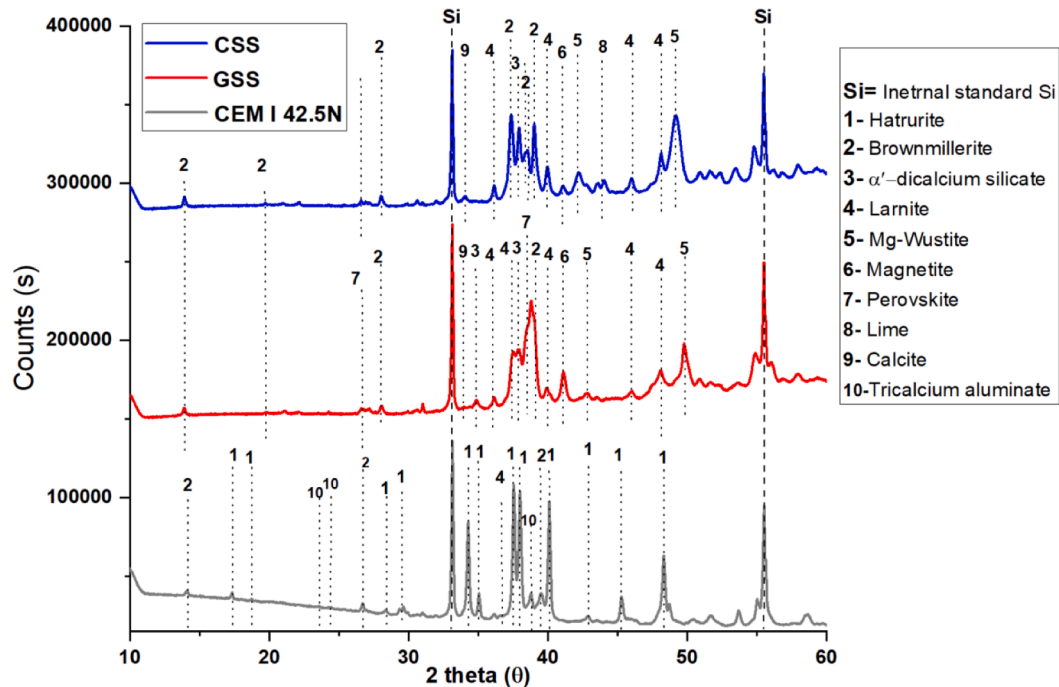 400000
300000
200000
100000
Counts (s)
CSS
GSS
CEM I 42.5N
Si
Si
2 2 2 9 4 2 3 2 2 4 6 5 8 4 4 5
7 2 9 3 4 4 3 7 2 4 6 5 4 4 5
2 1 1 10 10 2 1 1 1 1 4 1 1 10 2 1 1 1 1
10 20 30 40 50 60
2 theta (θ)
Si= Inetrnal standard Si
1- Hatrurite
2- Brownmillerite
3- α′–dicalcium silicate
4- Larnite
5- Mg-Wustite
6- Magnetite
7- Perovskite
8- Lime
9- Calcite
10-Tricalcium aluminate